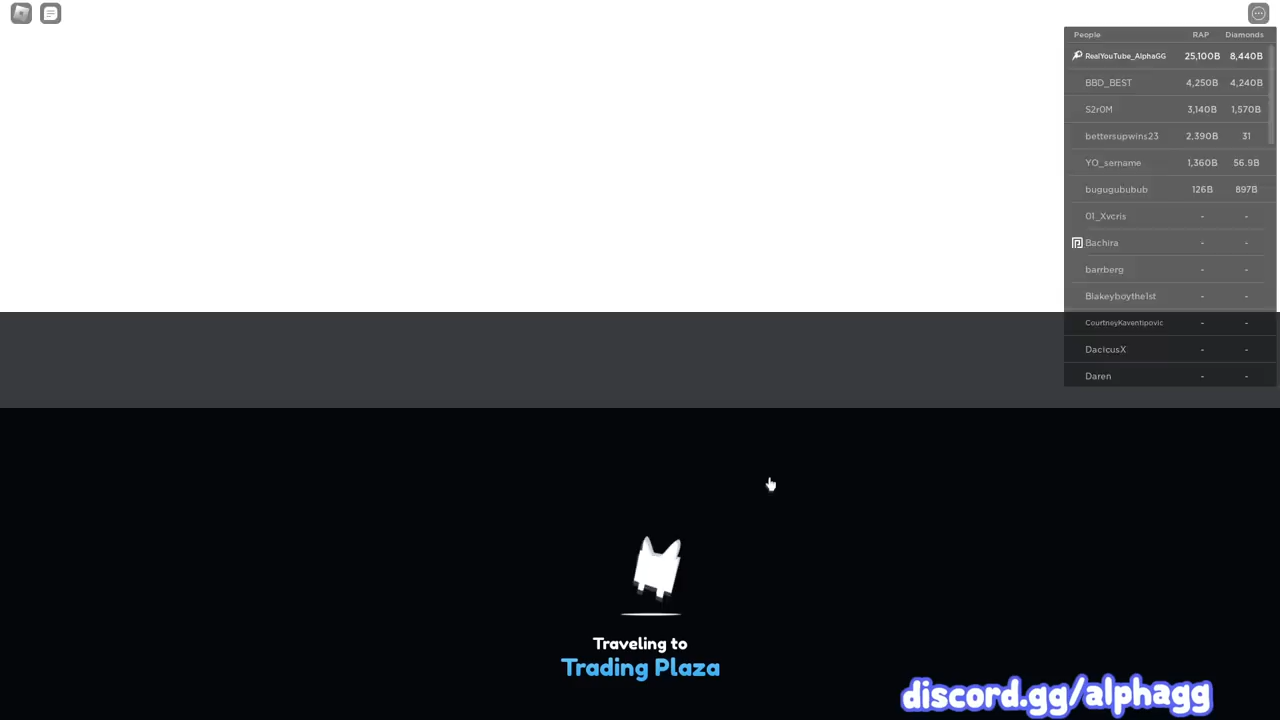 People RAP Diamonds
RealYouTube_AlphaGG 25,100B 8,440B
BBD_BEST 4,250B 4,240B
S2r0M 3,140B 1,570B
bettersupwins23 2,390B 31
YO_sername 1,360B 56.9B
bugugububub 126B 897B
01_Xvcris - -
Bachira - -
barrberg - -
Blakeyboythe1st - -
CourtneyKaventipovic - -
DacicusX - -
Daren - -
Traveling to
Trading Plaza
discord.gg/alphagg